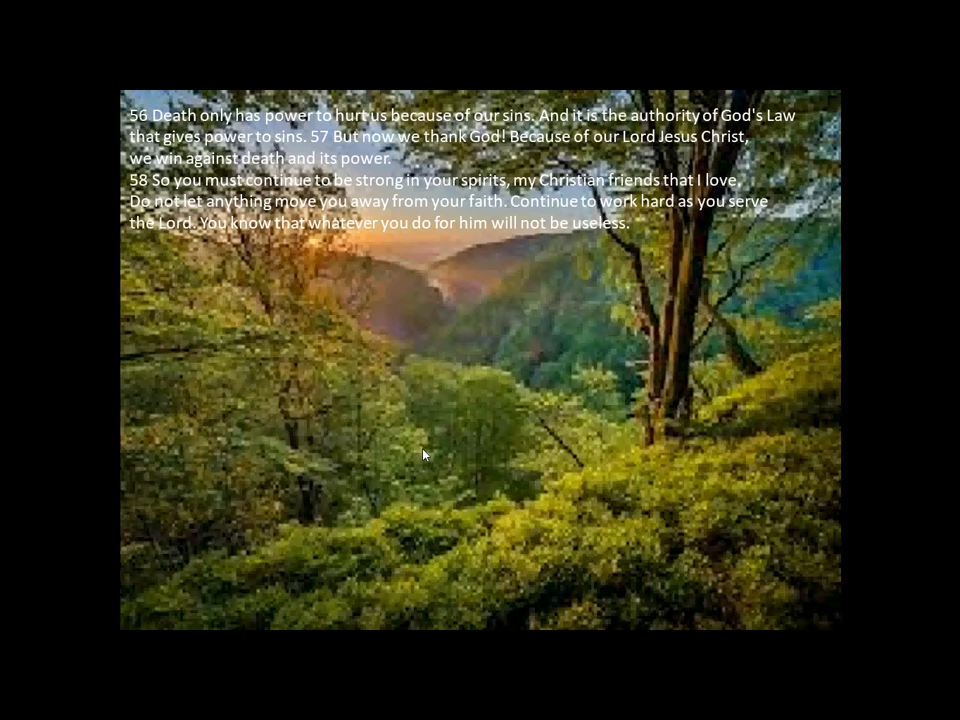 56 Death only has power to hurt us because of our sins. And it is the authority of God's Law
that gives power to sins. 57 But now we thank God! Because of our Lord Jesus Christ,
we win against death and its power.
58 So you must continue to be strong in your spirits, my Christian friends that I love.
Do not let anything move you away from your faith. Continue to work hard as you serve
the Lord. You know that whatever you do for him will not be useless.